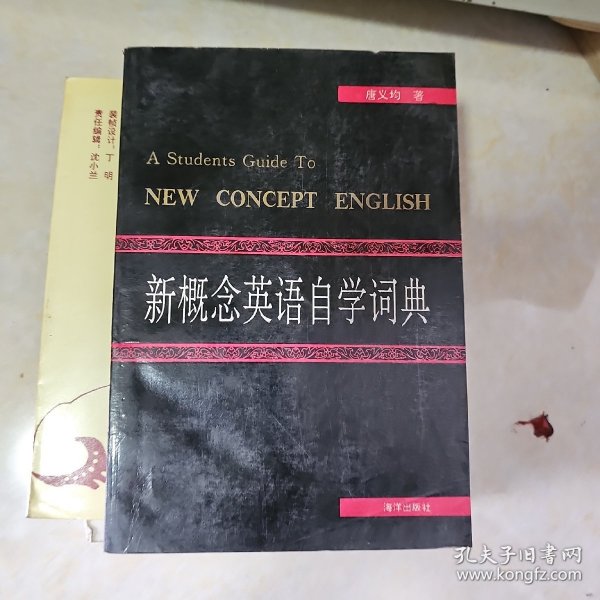 唐义均 著
A Students Guide To
NEW CONCEPT ENGLISH
新概念英语自学词典
海洋出版社
装帧设计：丁 明
责任编辑：沈小兰
孔夫子旧书网
www.kongfz.com